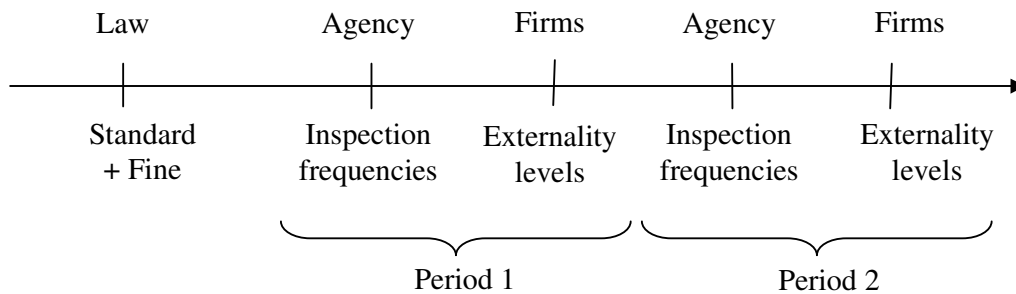 Law Agency Firms Agency Firms
Standard Inspection Externality Inspection Externality
+ Fine frequencies levels frequencies levels
Period 1 Period 2